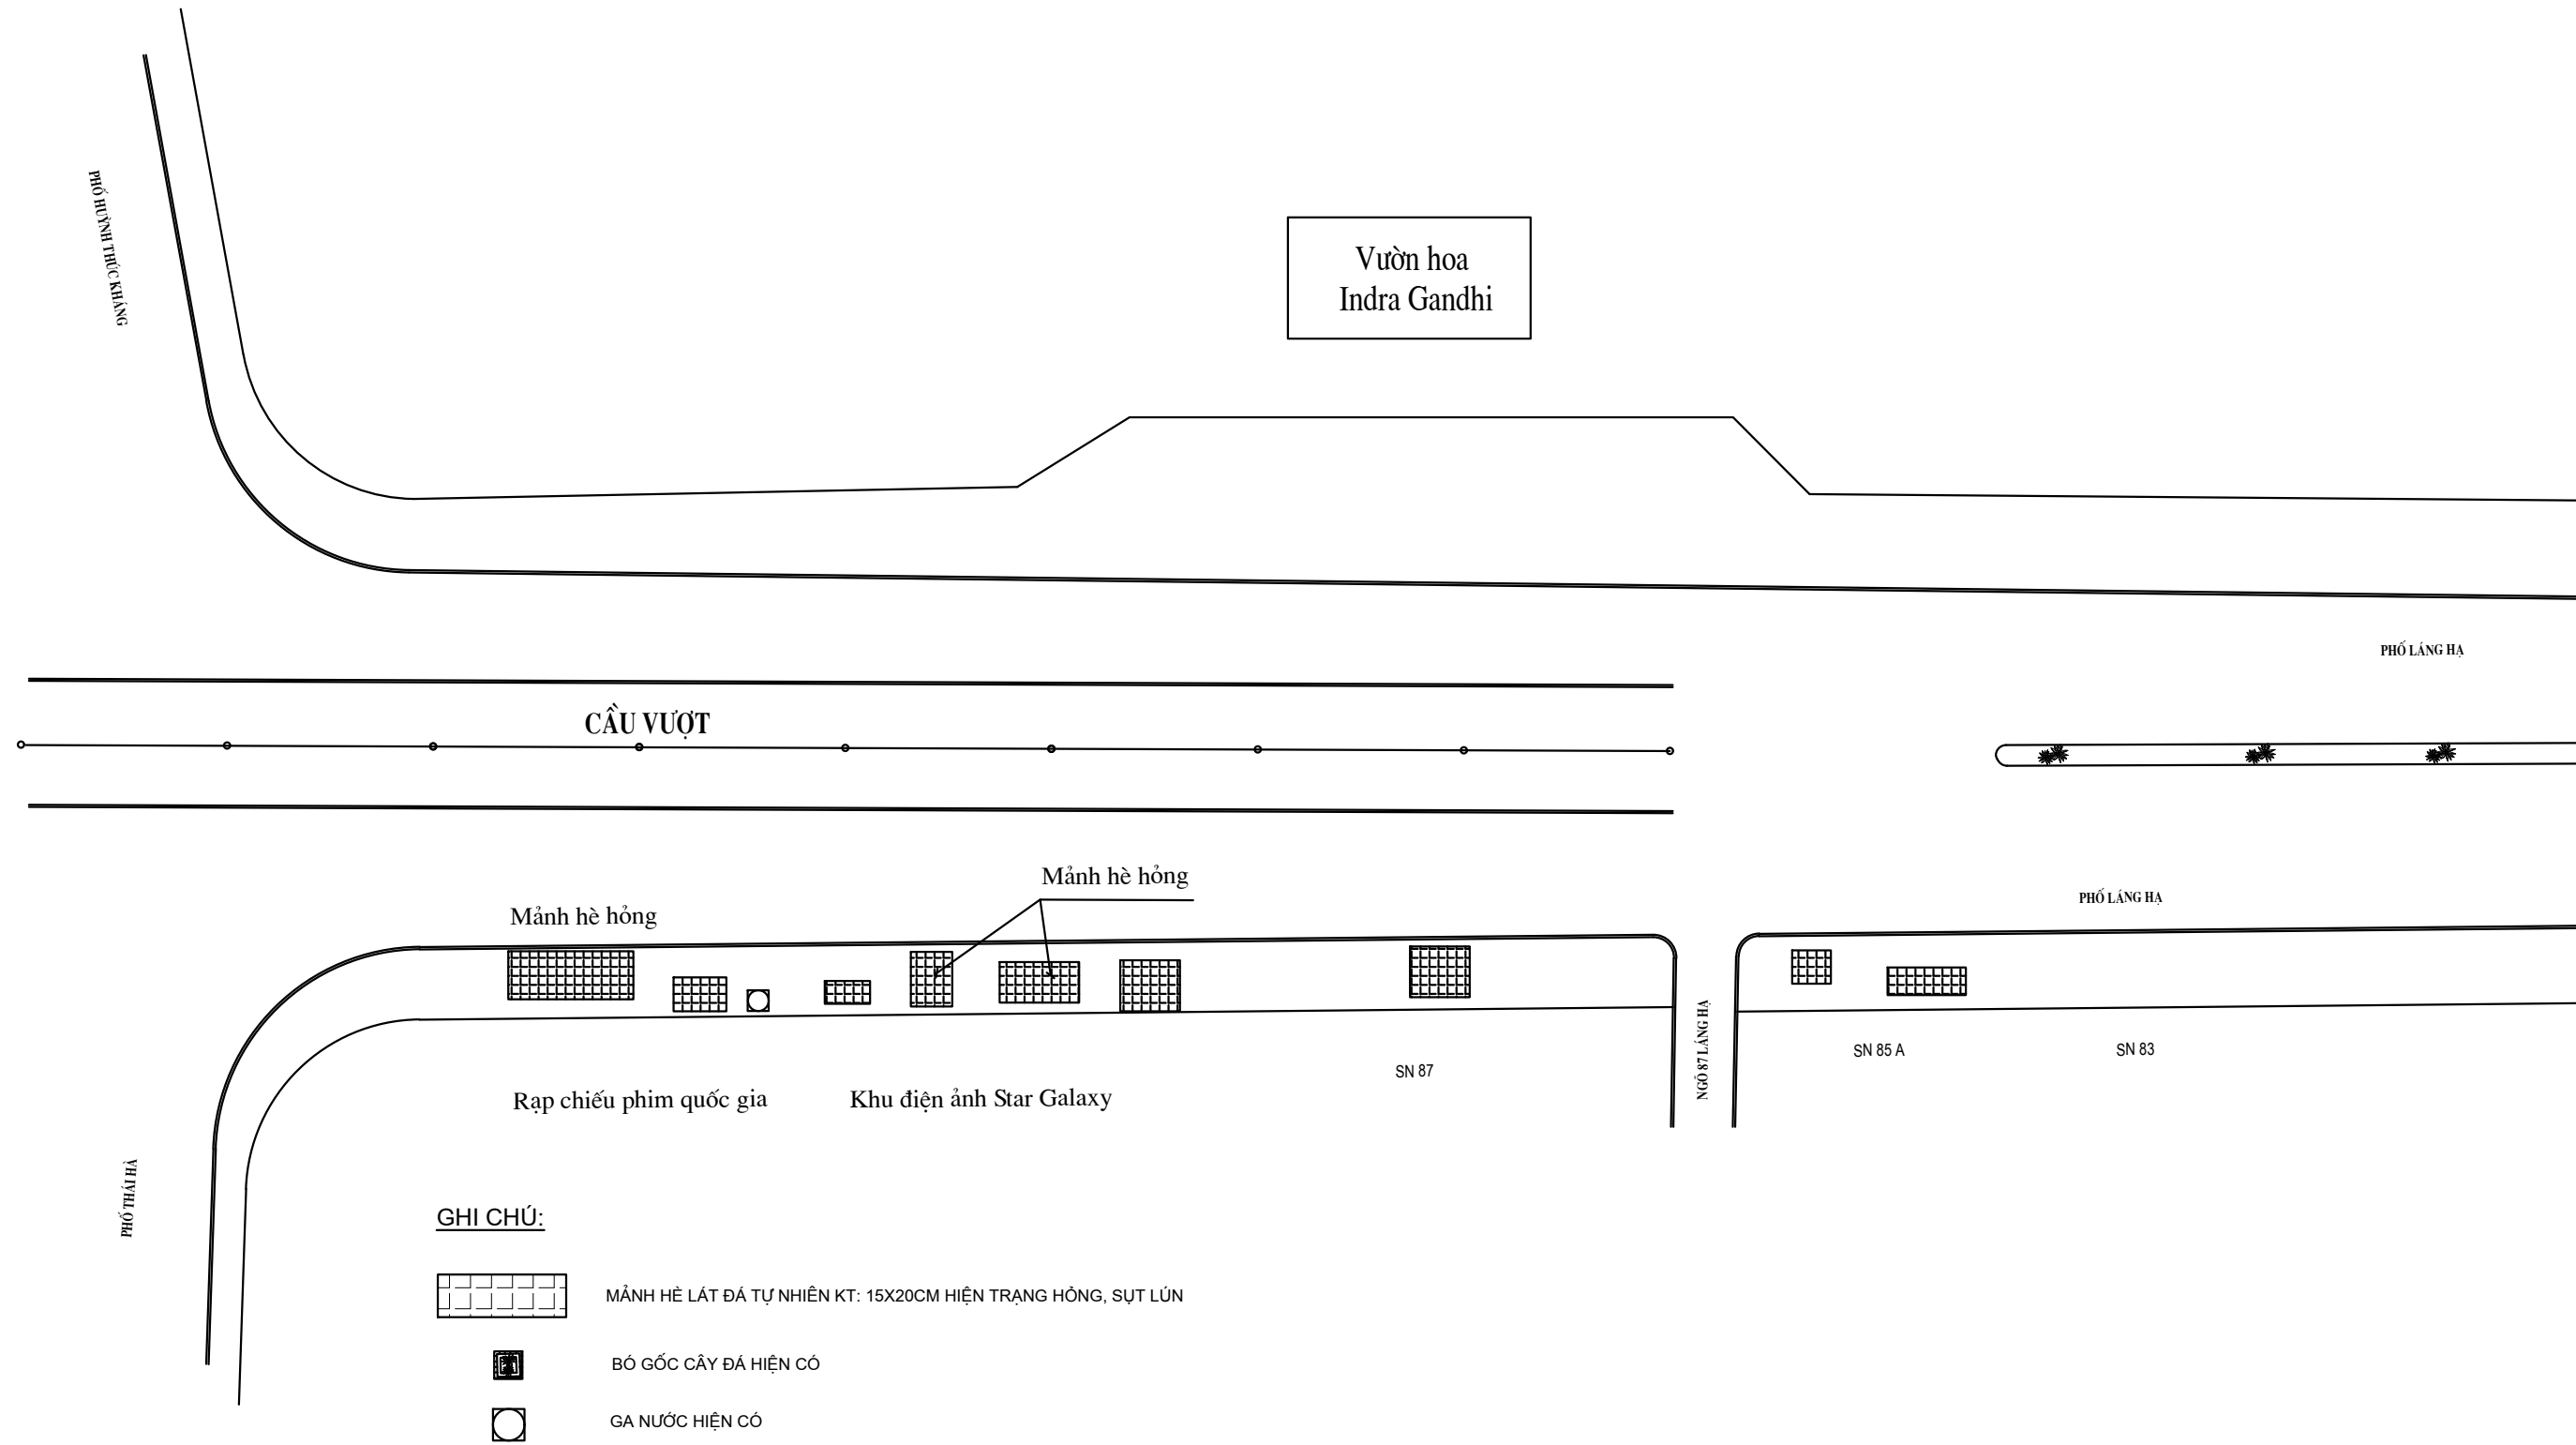 PHỐ HUỲNH THÚC KHÁNG
Vườn hoa
Indra Gandhi
PHỐ LÁNG HẠ
CẦU VƯỢT
Mảnh hè hỏng
Mảnh hè hỏng
PHỐ LÁNG HẠ
NGÕ 87 LÁNG HẠ
SN 85 A
SN 83
SN 87
Rạp chiếu phim quốc gia
Khu điện ảnh Star Galaxy
PHỐ THÁI HÀ
GHI CHÚ:
MẢNH HÈ LÁT ĐÁ TỰ NHIÊN KT: 15X20CM HIỆN TRẠNG HỎNG, SỤT LÚN
BÓ GỐC CÂY ĐÁ HIỆN CÓ
GA NƯỚC HIỆN CÓ